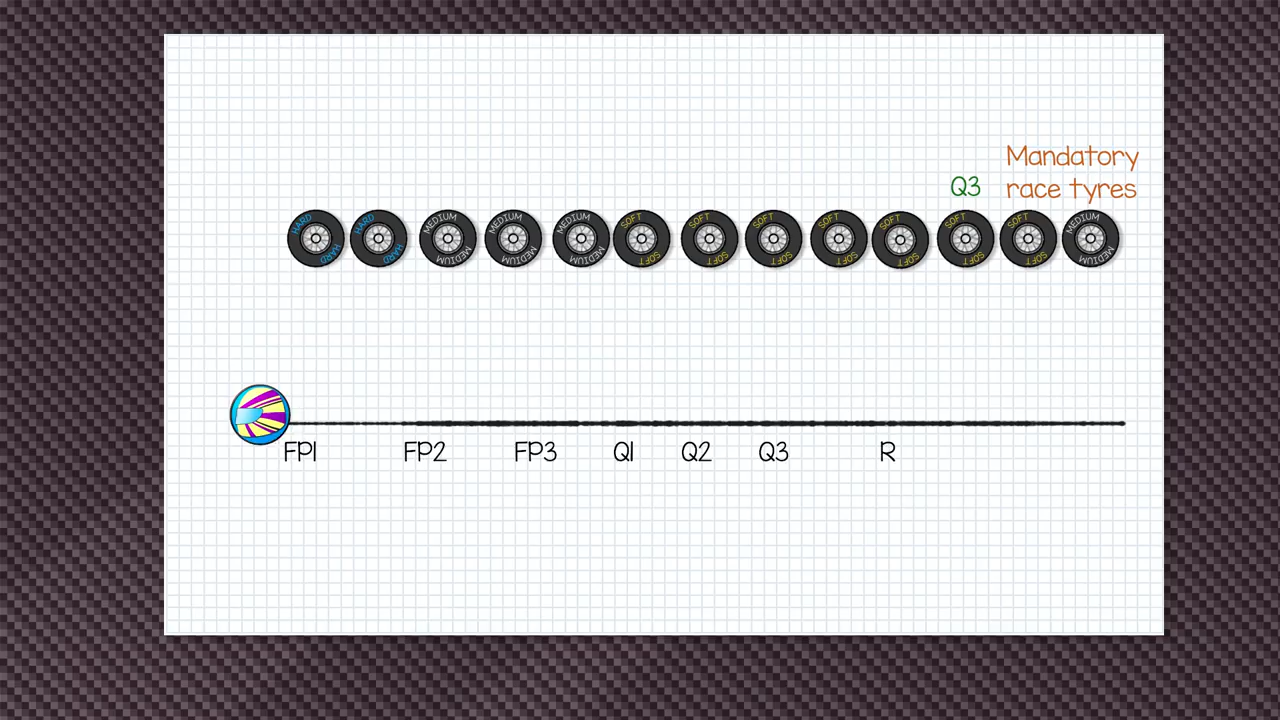 Mandatory
Q3 race tyres
HARD HARD MEDIUM MEDIUM MEDIUM SOFT SOFT SOFT SOFT SOFT SOFT SOFT MEDIUM
HARD HARD MEDIUM MEDIUM MEDIUM SOFT SOFT SOFT SOFT SOFT SOFT SOFT MEDIUM
FP1 FP2 FP3 Q1 Q2 Q3 R